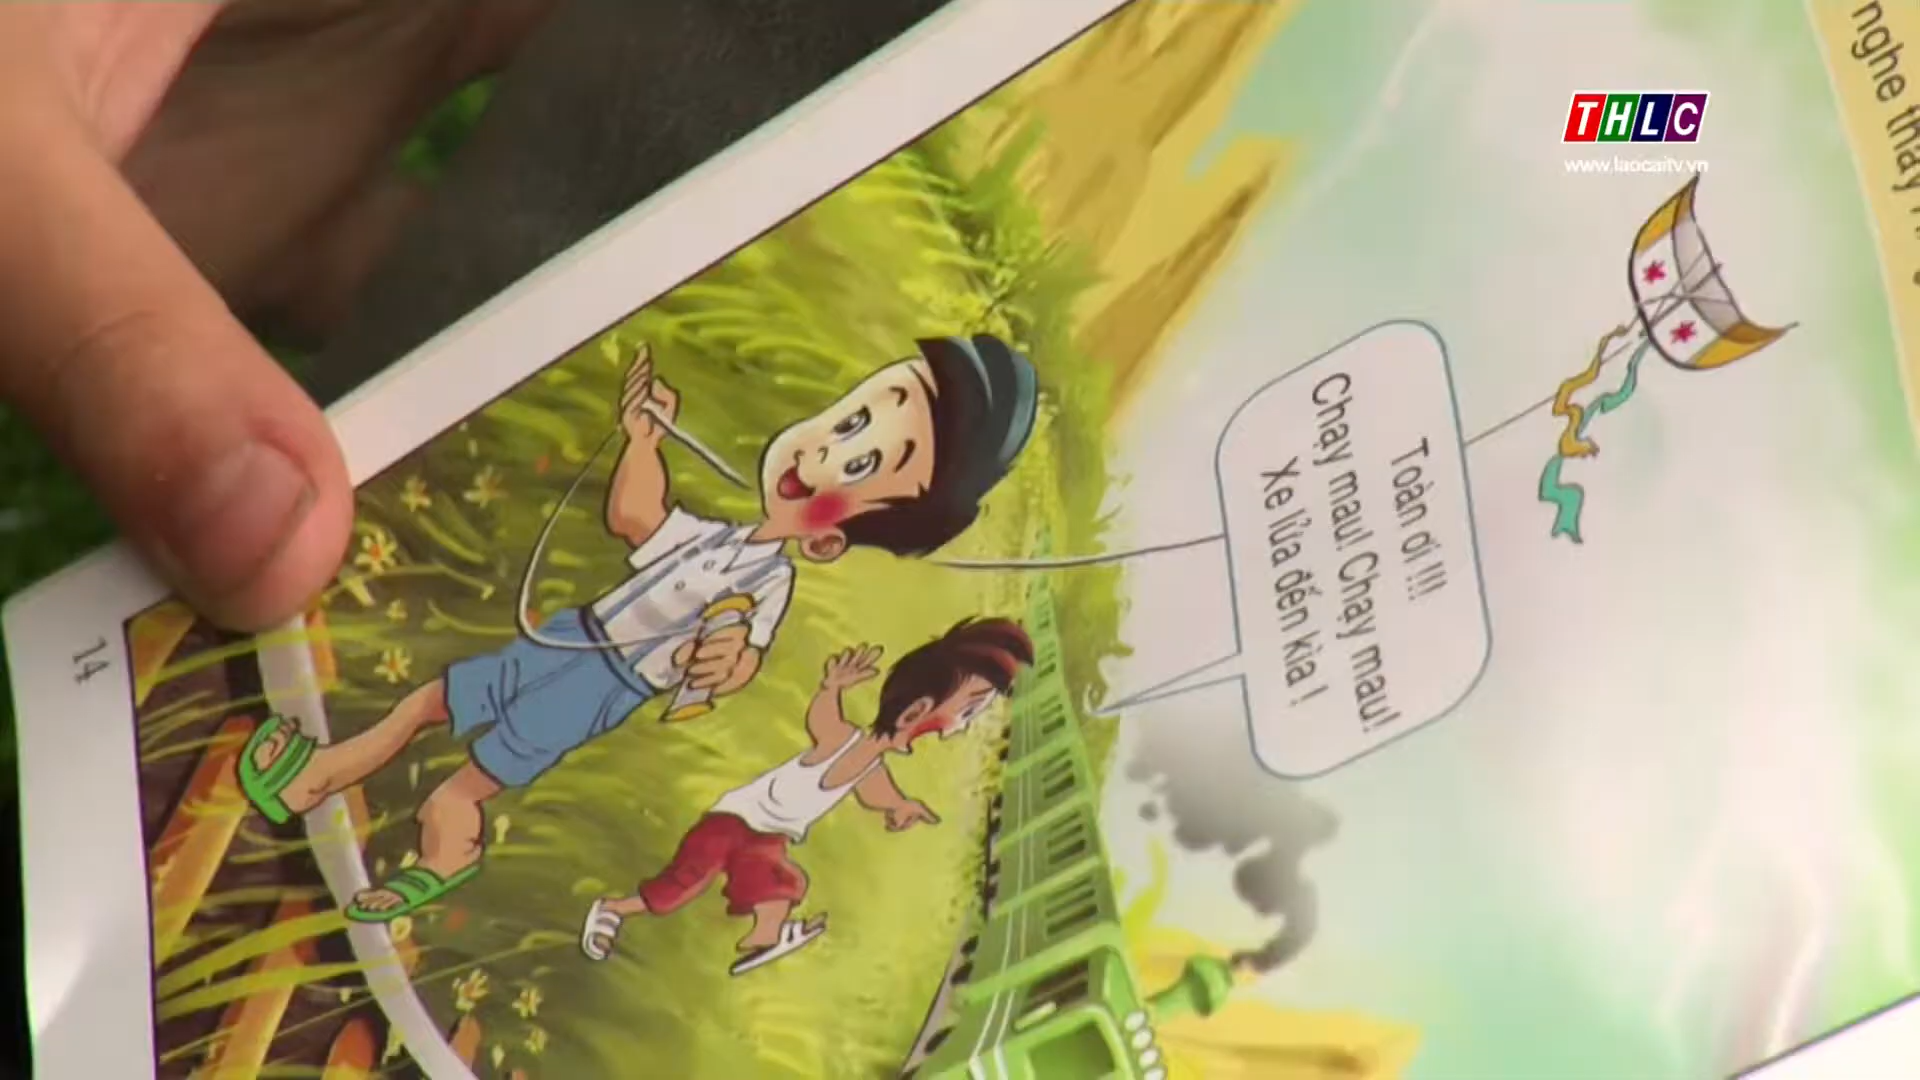 THLC
www.laocaitv.vn
nghe thấy
Toàn ơi !!!
Chạy mau! Chạy mau!
Xe lửa đến kìa !
14